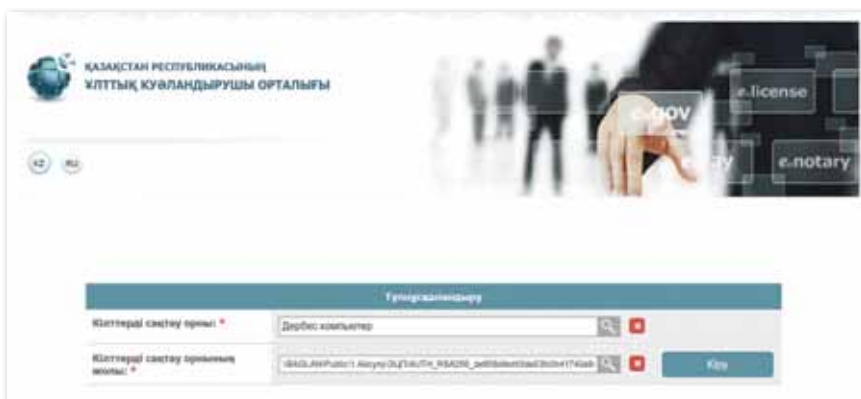 ҚАЗАҚСТАН РЕСПУБЛИКАСЫНЫҢ
ҰЛТТЫҚ КУӘЛАНДЫРУШЫ ОРТАЛЫҒЫ
e.gov
e.license
e.notary
KZ RU
Түпнұсқаландыру
Кілттерді сақтау орны: *
Дербес компьютер
Кілттерді сақтау орнының
жолы: *
Кіру